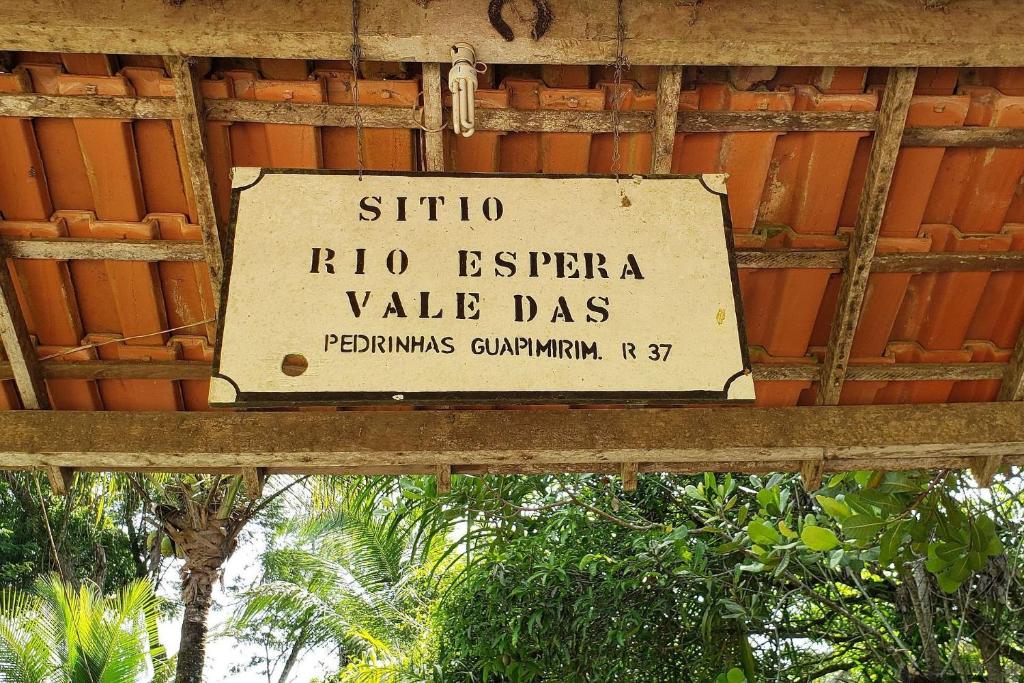 SITIO
RIO ESPERA
VALE DAS
PEDRINHAS GUAPIMIRIM. R 37